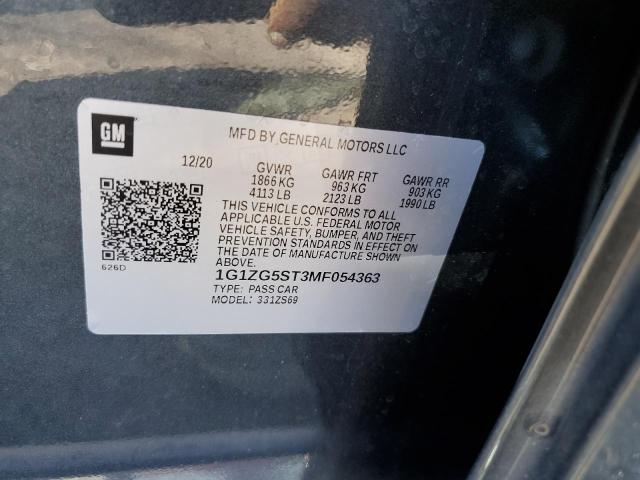 GM
MFD BY GENERAL MOTORS LLC
12/20 GVWR GAWR FRT GAWR RR
1866 KG 963 KG 903 KG
4113 LB 2123 LB 1990 LB
THIS VEHICLE CONFORMS TO ALL
APPLICABLE U.S. FEDERAL MOTOR
VEHICLE SAFETY, BUMPER, AND THEFT
PREVENTION STANDARDS IN EFFECT ON
THE DATE OF MANUFACTURE SHOWN
ABOVE.
626D
1G1ZG5ST3MF054363
TYPE: PASS CAR
MODEL: 331ZS69